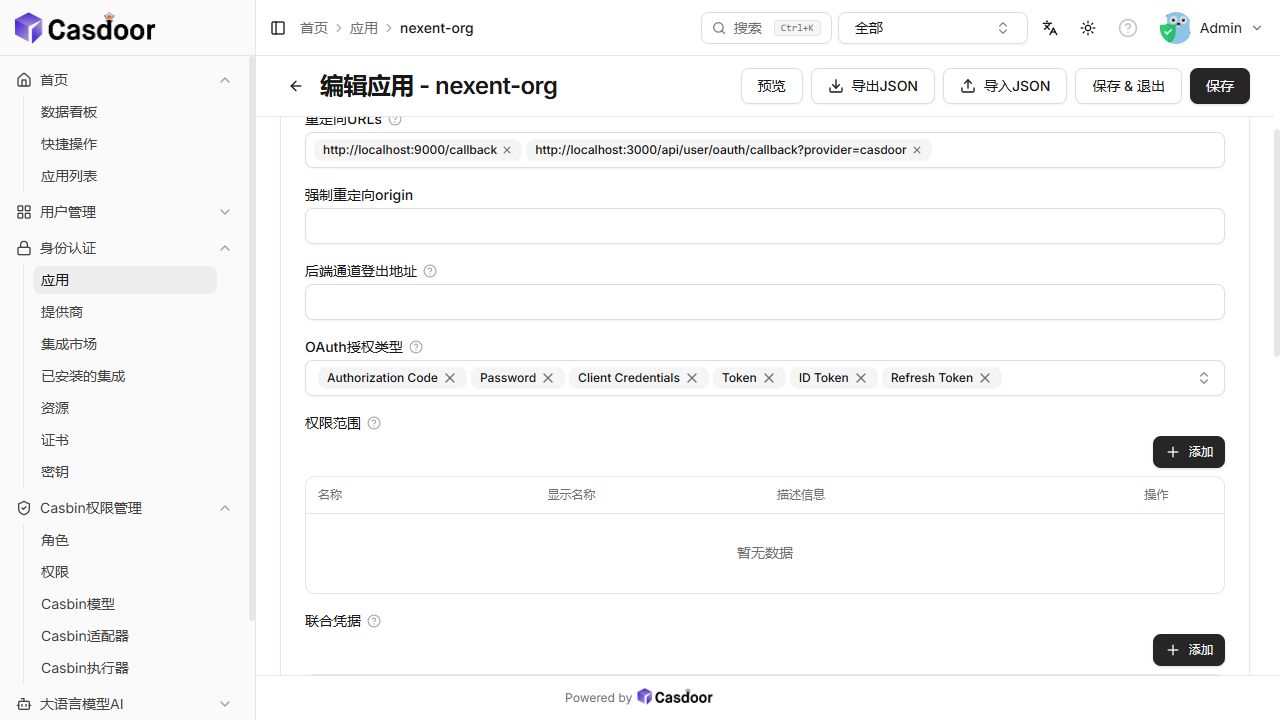 Casdoor
首页
应用
nexent-org
搜索
Ctrl+K
全部
Admin
首页
数据看板
快捷操作
应用列表
用户管理
身份认证
应用
提供商
集成市场
已安装的集成
资源
证书
密钥
Casbin权限管理
角色
权限
Casbin模型
Casbin适配器
Casbin执行器
大语言模型AI
编辑应用 - nexent-org
预览
导出JSON
导入JSON
保存 & 退出
保存
重定向URLs
http://localhost:9000/callback
http://localhost:3000/api/user/oauth/callback?provider=casdoor
强制重定向origin
后端通道登出地址
OAuth授权类型
Authorization Code
Password
Client Credentials
Token
ID Token
Refresh Token
权限范围
添加
名称
显示名称
描述信息
操作
暂无数据
联合凭据
添加
Powered by Casdoor